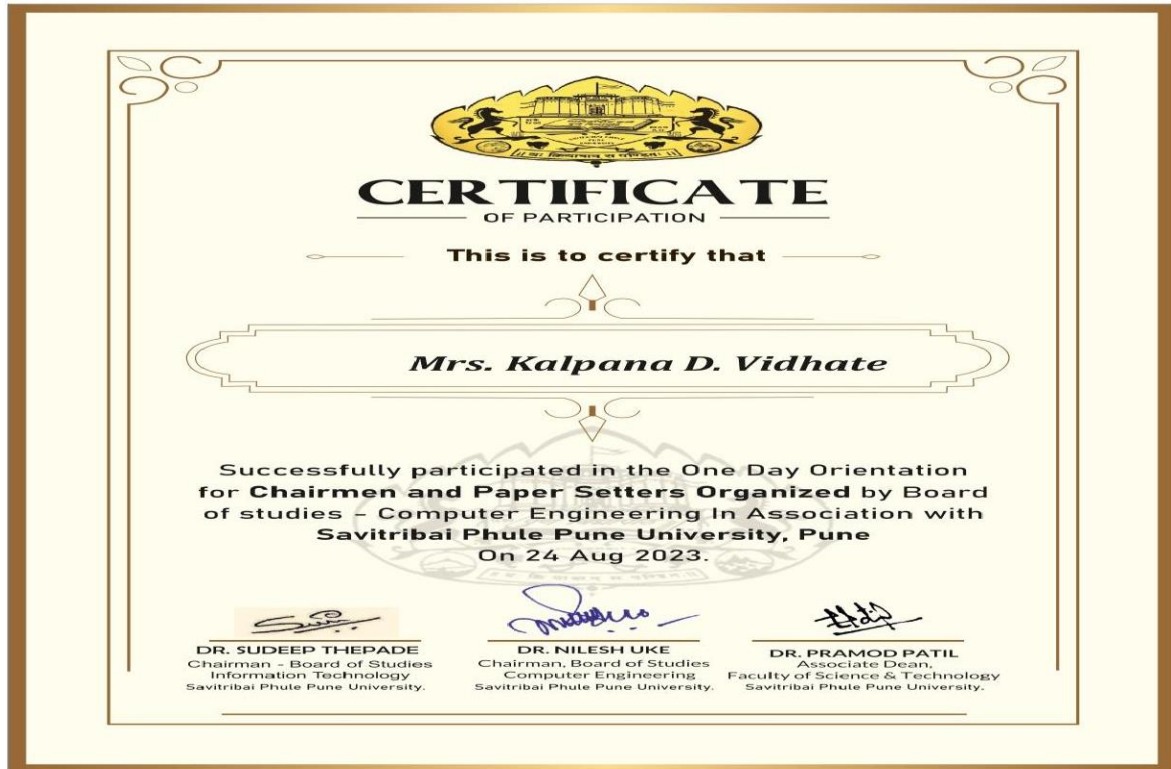 CERTIFICATE
OF PARTICIPATION
This is to certify that
Mrs. Kalpana D. Vidhate
Successfully participated in the One Day Orientation
for Chairmen and Paper Setters Organized by Board
of studies – Computer Engineering In Association with
Savitribai Phule Pune University, Pune
On 24 Aug 2023.
DR. SUDEEP THEPADE
Chairman - Board of Studies
Information Technology
Savitribai Phule Pune University.
DR. NILESH UKE
Chairman, Board of Studies
Computer Engineering
Savitribai Phule Pune University.
DR. PRAMOD PATIL
Associate Dean,
Faculty of Science & Technology
Savitribai Phule Pune University.